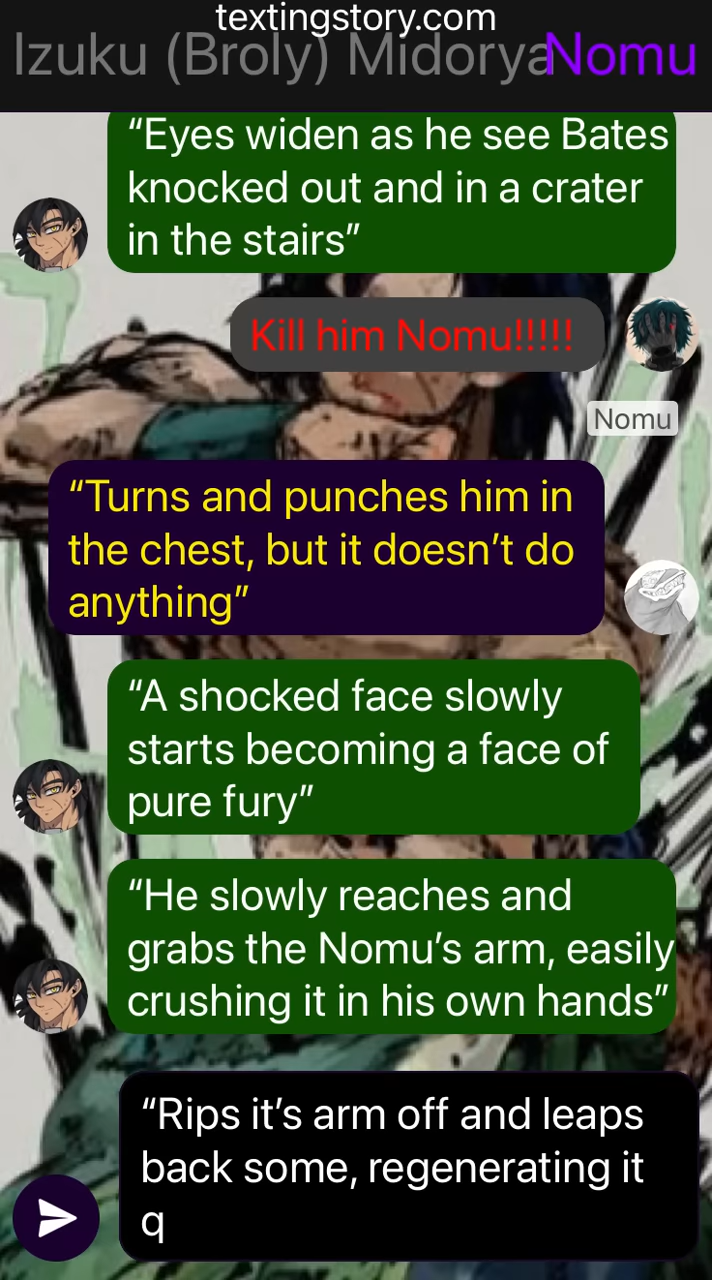 textingstory.com
Izuku (Broly) Midorya Nomu
“Eyes widen as he see Bates
knocked out and in a crater
in the stairs”
Kill him Nomu!!!!!
Nomu
“Turns and punches him in
the chest, but it doesn’t do
anything”
“A shocked face slowly
starts becoming a face of
pure fury”
“He slowly reaches and
grabs the Nomu’s arm, easily
crushing it in his own hands”
“Rips it’s arm off and leaps
back some, regenerating it
q